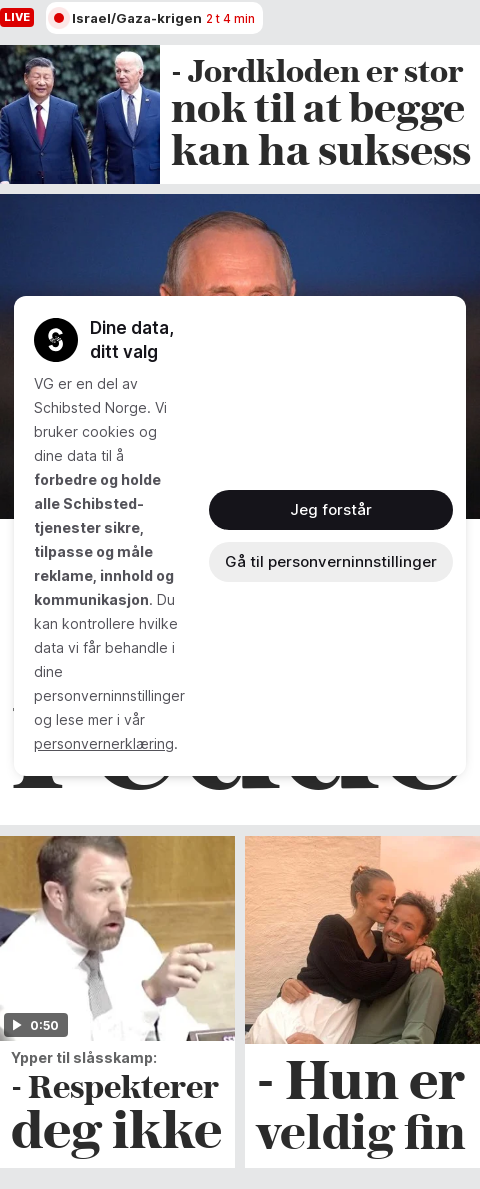 LIVE
Israel/Gaza-krigen 2 t 4 min
- Jordkloden er stor
nok til at begge
kan ha suksess
Dine data,
ditt valg
VG er en del av
Schibsted Norge. Vi
bruker cookies og
dine data til å
forbedre og holde
alle Schibsted-
tjenester sikre,
tilpasse og måle
reklame, innhold og
kommunikasjon. Du
kan kontrollere hvilke
data vi får behandle i
dine
personverninnstillinger
og lese mer i vår
personvernerklæring.
Jeg forstår
Gå til personverninnstillinger
0:50
Ypper til slåsskamp:
- Respekterer
deg ikke
- Hun er
veldig fin